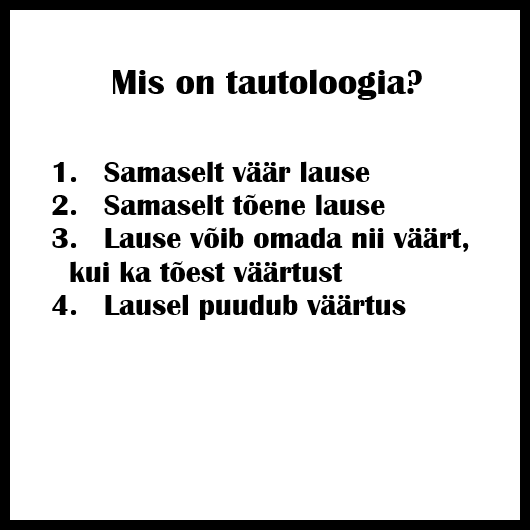 Mis on tautoloogia?
1. Samaselt väär lause
2. Samaselt tõene lause
3. Lause võib omada nii väärt,
kui ka tõest väärtust
4. Lausel puudub väärtus